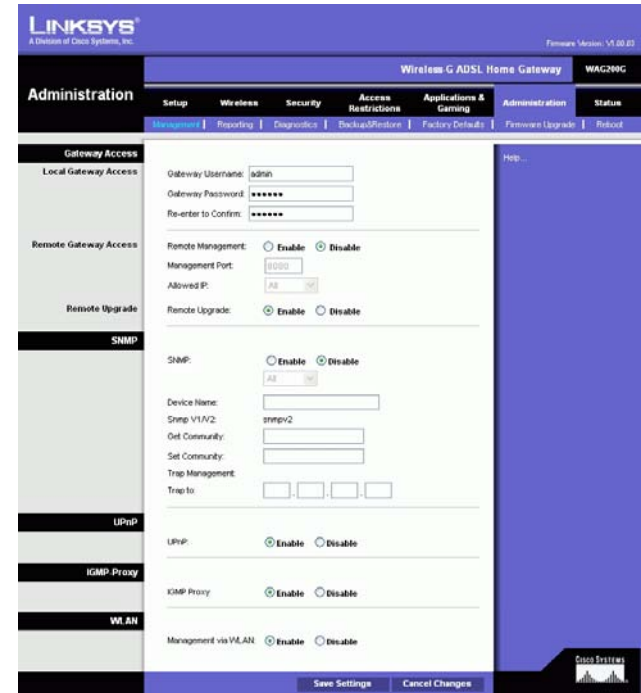 LINKSYS®
A Division of Cisco Systems, Inc.
Firmware Version: V1.00.03
Wireless-G ADSL Home Gateway WAG200G
Administration
Setup Wireless Security Access Restrictions Applications & Gaming Administration Status
Management | Reporting | Diagnostics | Backup&Restore | Factory Defaults | Firmware Upgrade | Reboot
Gateway Access
Local Gateway Access
Gateway Username: admin
Gateway Password: ••••••
Re-enter to Confirm: ••••••
Help...
Remote Gateway Access
Remote Management: Enable Disable
Management Port: 8080
Allowed IP: All
Remote Upgrade
Remote Upgrade: Enable Disable
SNMP
SNMP: Enable Disable
All
Device Name:
Snmp V1/V2: snmpv2
Get Community:
Set Community:
Trap Management:
Trap to: . . .
UPnP
UPnP: Enable Disable
IGMP-Proxy
IGMP Proxy Enable Disable
WLAN
Management via WLAN: Enable Disable
Save Settings Cancel Changes
CISCO SYSTEMS